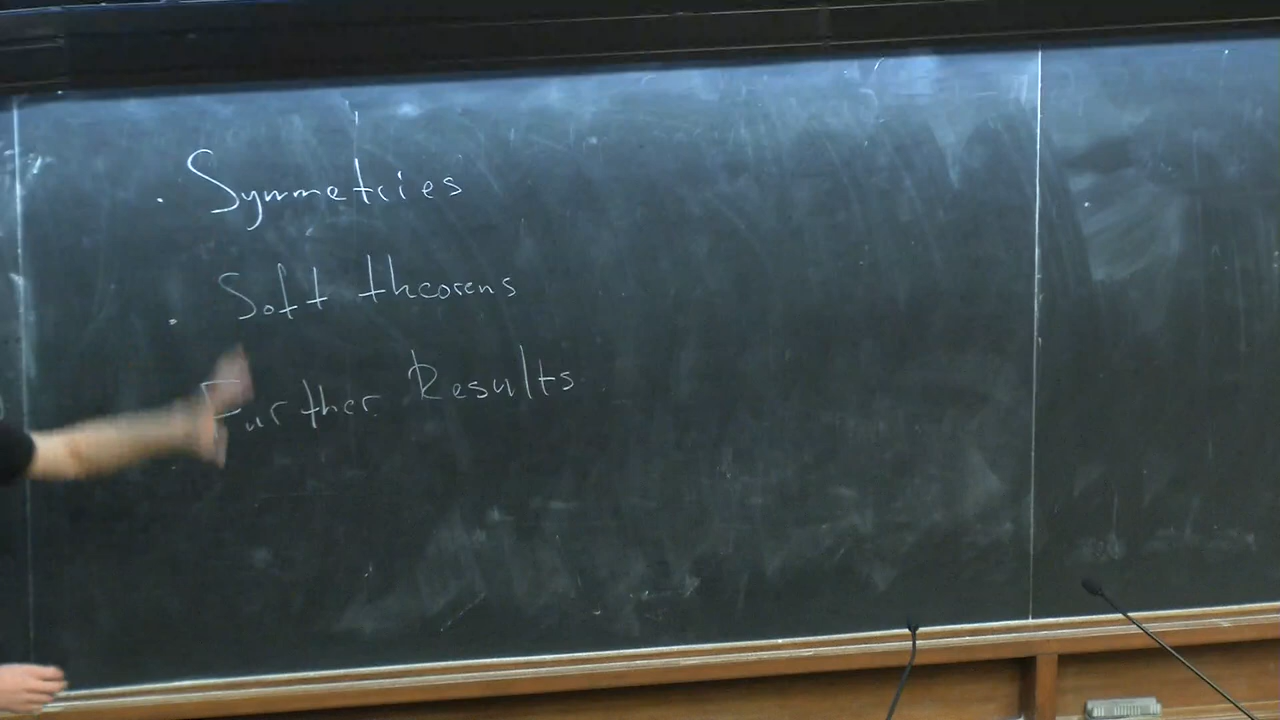 . Symmetries
. Soft theorems
Further Results